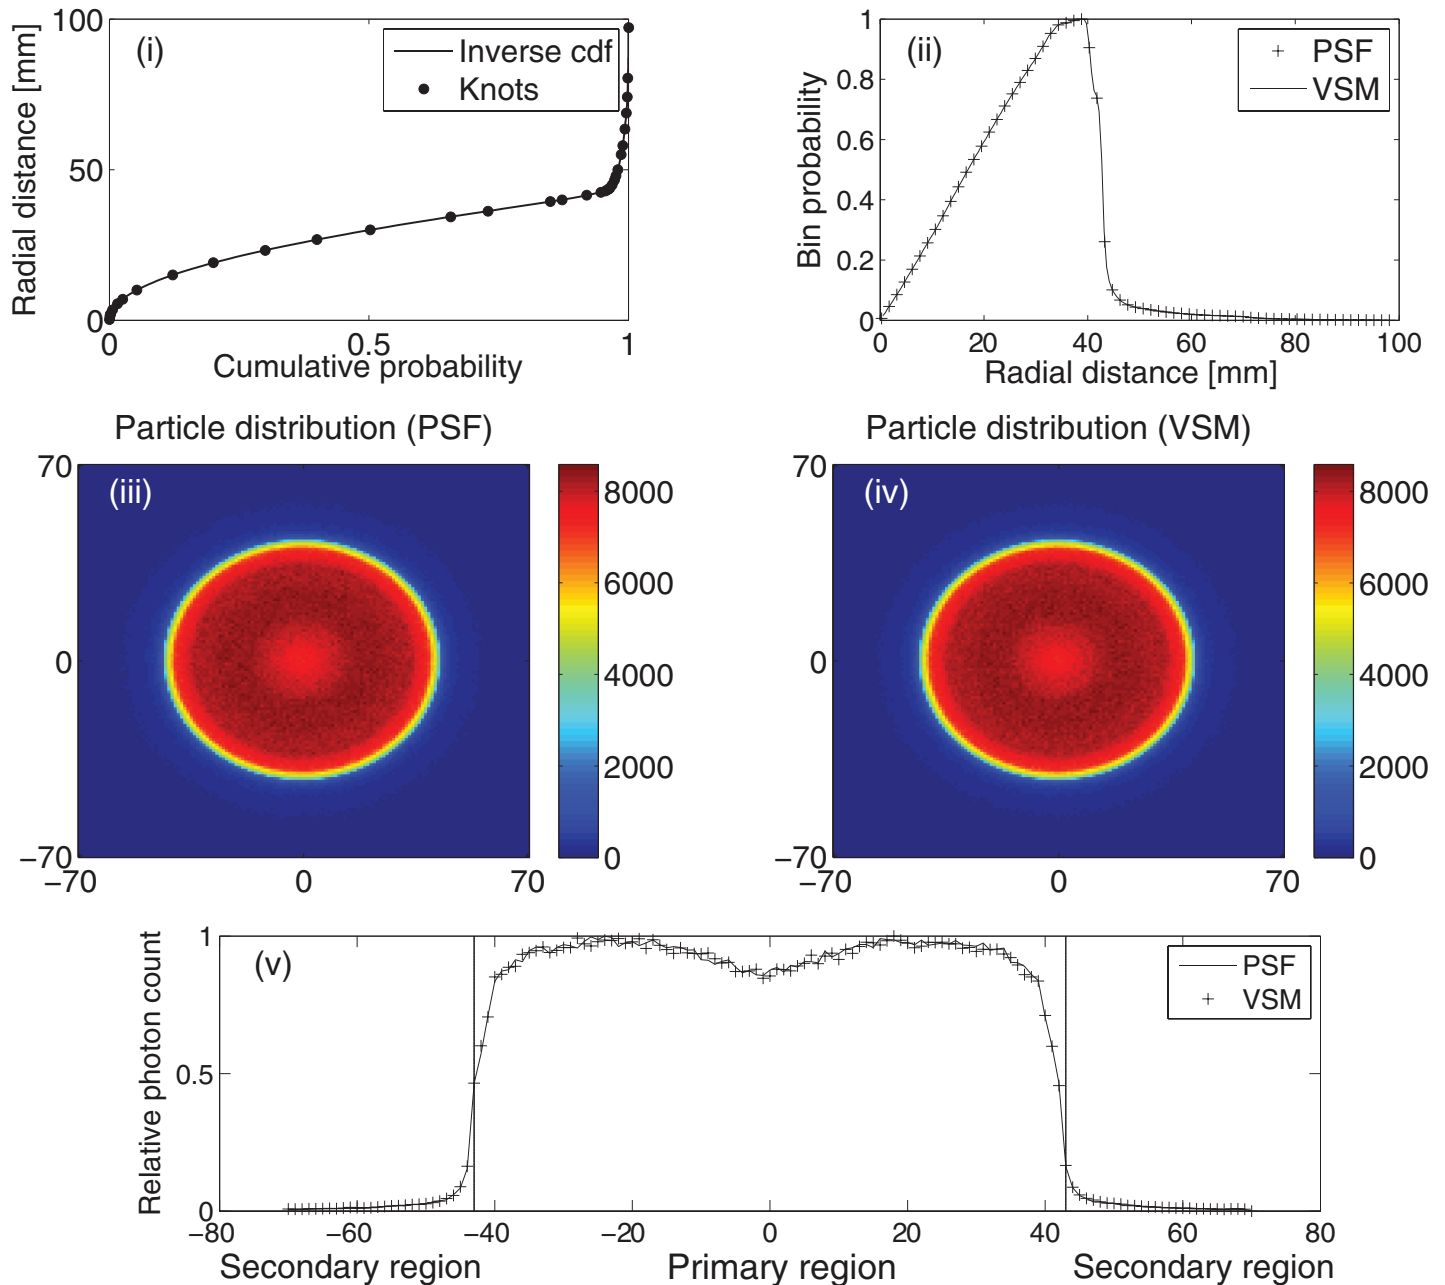 (i)
Inverse cdf
Knots
100
50
0
Radial distance [mm]
0
0.5
1
Cumulative probability
(ii)
PSF
VSM
1
0.8
0.6
0.4
0.2
0
Bin probability
0
20
40
60
80
100
Radial distance [mm]
Particle distribution (PSF)
(iii)
70
0
−70
−70
0
70
8000
6000
4000
2000
0
Particle distribution (VSM)
(iv)
70
0
−70
−70
0
70
8000
6000
4000
2000
0
(v)
PSF
VSM
1
0.5
0
Relative photon count
−80
−60
−40
−20
0
20
40
60
80
Secondary region
Primary region
Secondary region